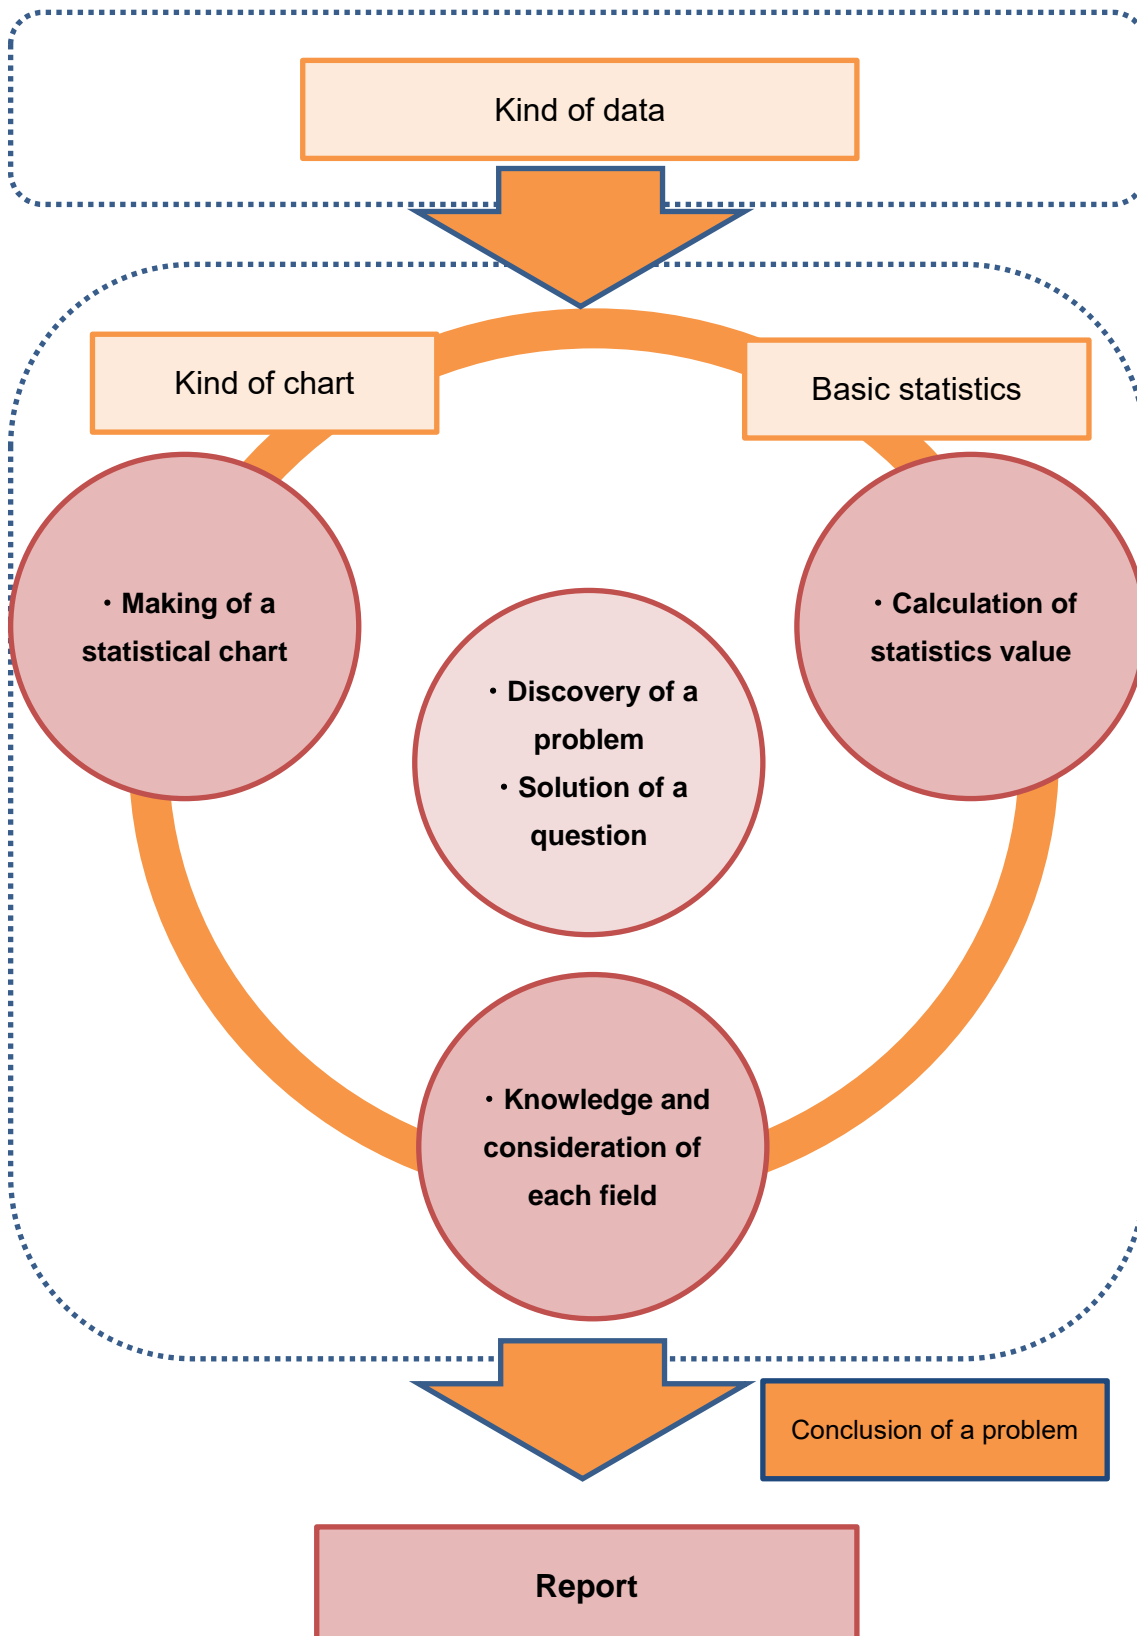 Kind of data
Kind of chart
Basic statistics
・Making of a
statistical chart
・Calculation of
statistics value
・Discovery of a
problem
・Solution of a
question
・Knowledge and
consideration of
each field
Conclusion of a problem
Report